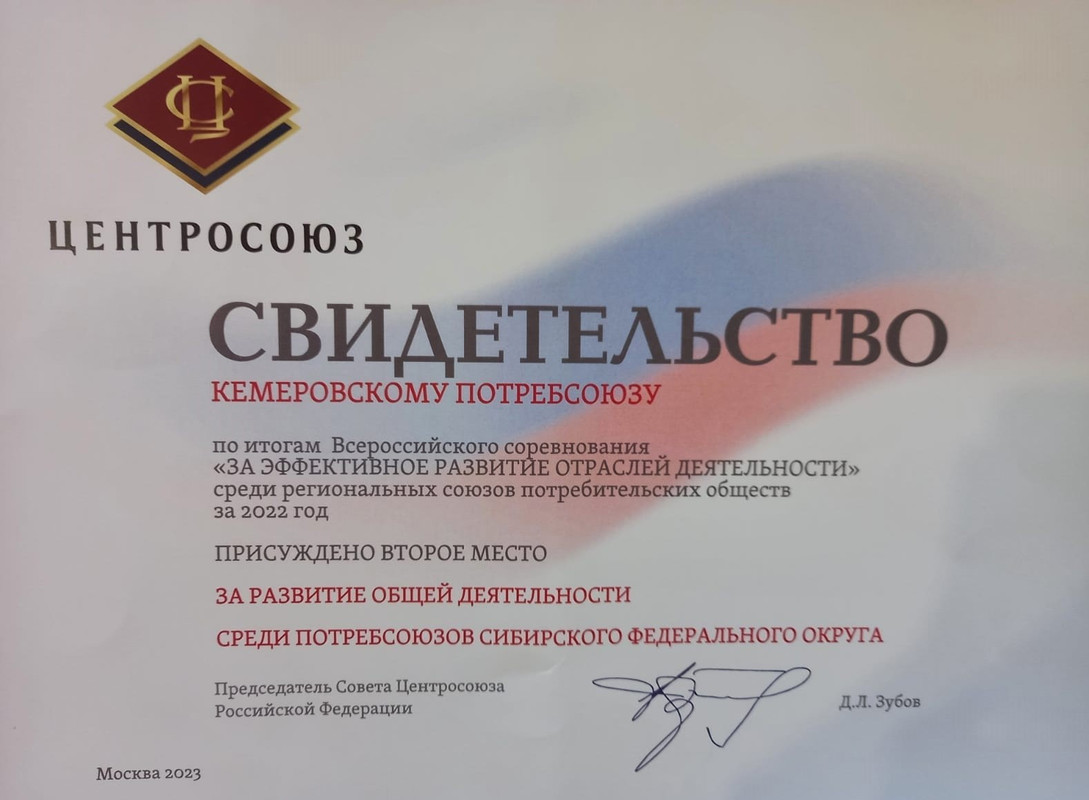 ЦЕНТРОСОЮЗ
СВИДЕТЕЛЬСТВО
КЕМЕРОВСКОМУ ПОТРЕБСОЮЗУ
по итогам Всероссийского соревнования
«ЗА ЭФФЕКТИВНОЕ РАЗВИТИЕ ОТРАСЛЕЙ ДЕЯТЕЛЬНОСТИ»
среди региональных союзов потребительских обществ
за 2022 год
ПРИСУЖДЕНО ВТОРОЕ МЕСТО
ЗА РАЗВИТИЕ ОБЩЕЙ ДЕЯТЕЛЬНОСТИ
СРЕДИ ПОТРЕБСОЮЗОВ СИБИРСКОГО ФЕДЕРАЛЬНОГО ОКРУГА
Председатель Совета Центросоюза
Российской Федерации
Д.Л. Зубов
Москва 2023